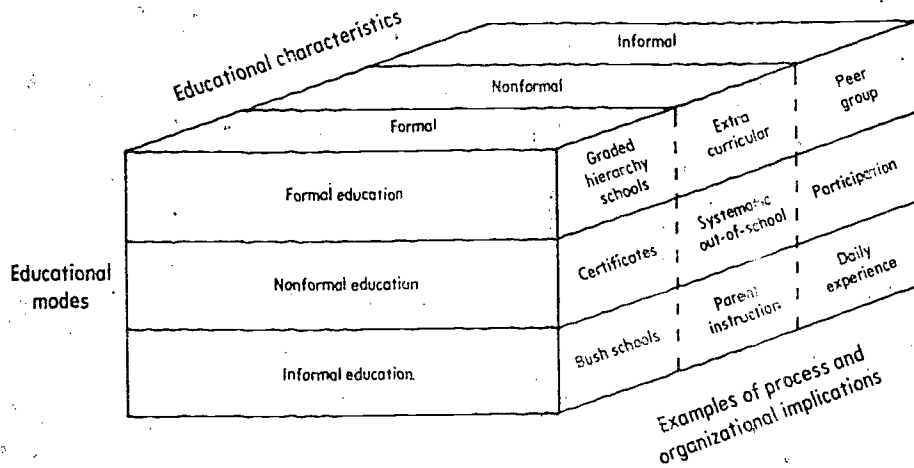 Educational characteristics
Informal
Nonformal
Formal
Peer
group
Extra
curricular
Graded
hierarchy
schools
Formal education
Participation
Systematic
out-of-school
Certificates
Educational
modes
Nonformal education
Daily
experience
Parent
instruction
Bush schools
Informal education
Examples of process and
organizational implications